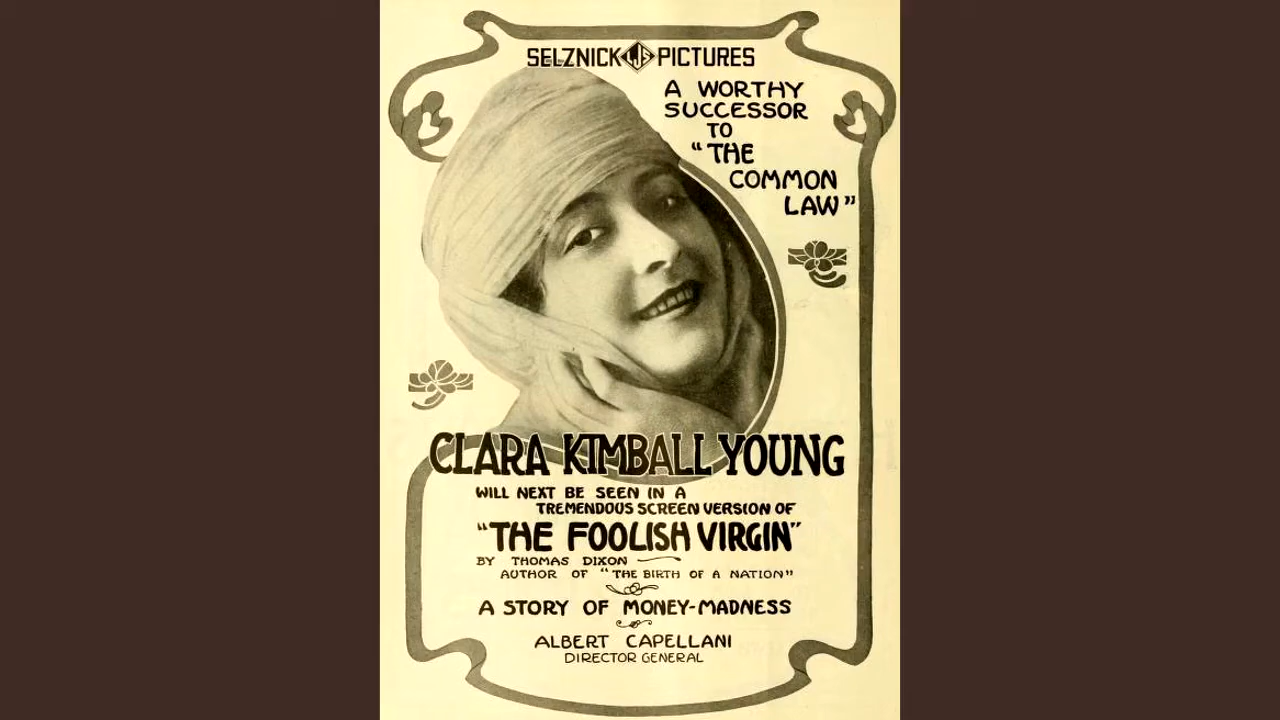 SELZNICK LJS PICTURES
A WORTHY
SUCCESSOR
TO
"THE
COMMON
LAW"
CLARA KIMBALL YOUNG
WILL NEXT BE SEEN IN A
TREMENDOUS SCREEN VERSION OF
"THE FOOLISH VIRGIN"
BY THOMAS DIXON
AUTHOR OF "THE BIRTH OF A NATION"
A STORY OF MONEY-MADNESS
ALBERT CAPELLANI
DIRECTOR GENERAL